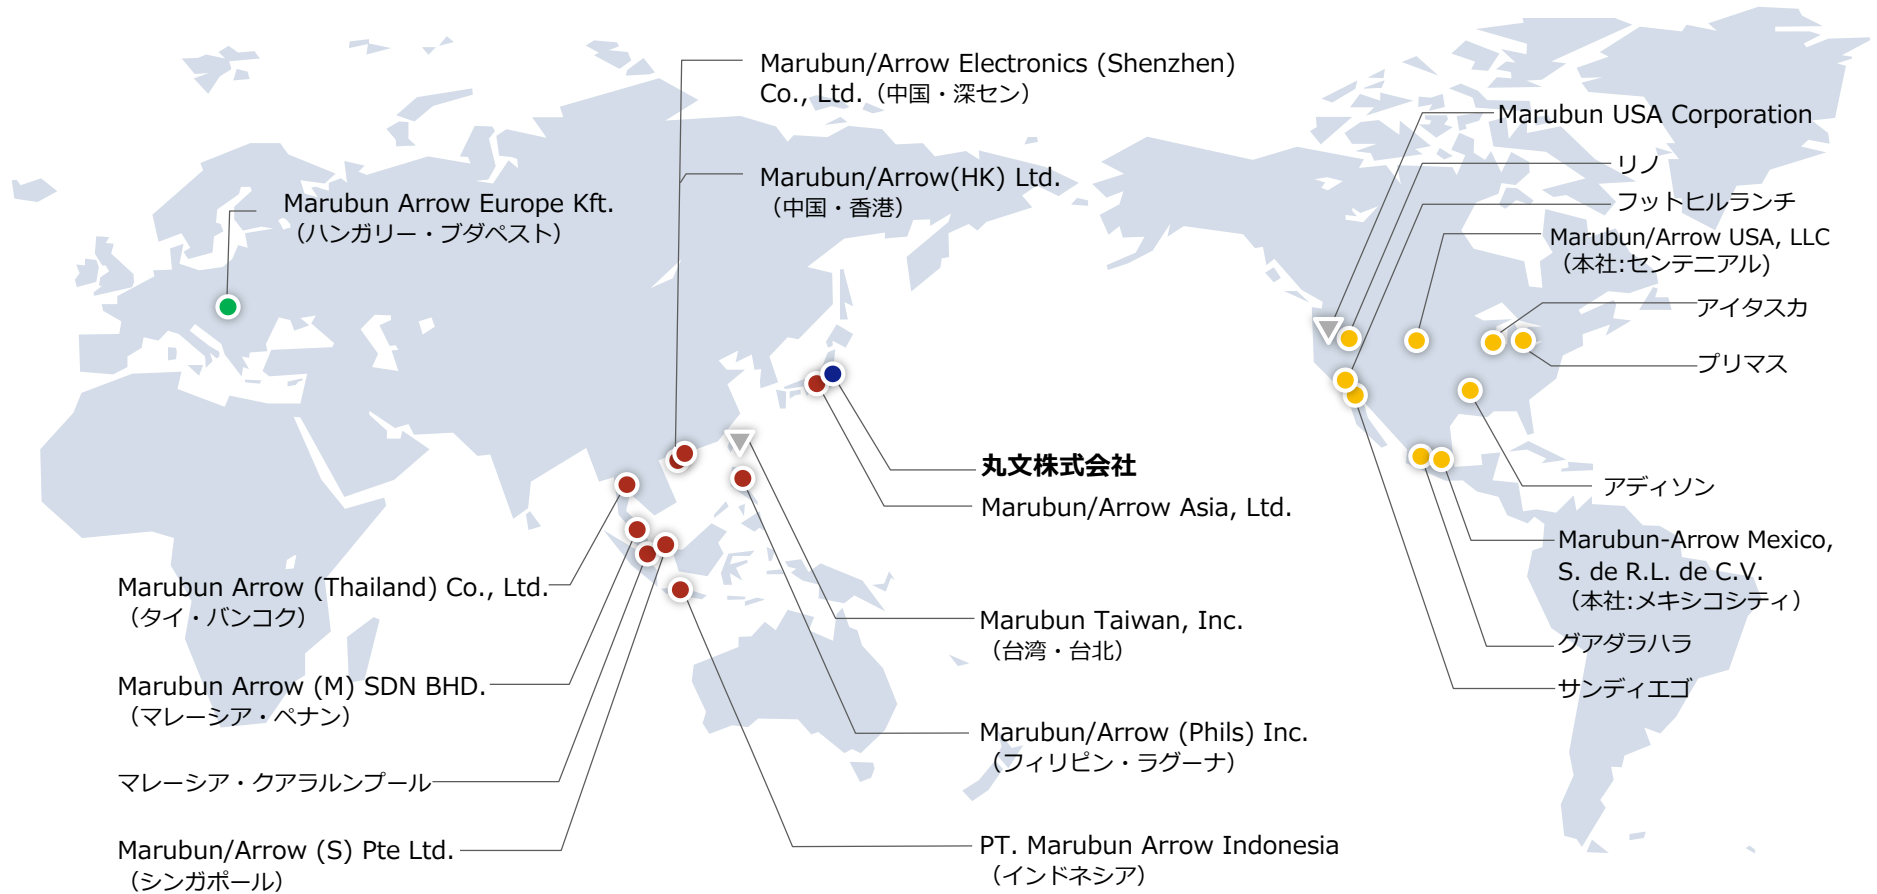 Marubun/Arrow Electronics (Shenzhen)
Co., Ltd.（中国・深セン）
Marubun/Arrow(HK) Ltd.
（中国・香港）
Marubun Arrow Europe Kft.
（ハンガリー・ブダペスト）
Marubun USA Corporation
リノ
フットヒルランチ
Marubun/Arrow USA, LLC
（本社:センテニアル)
アイタスカ
プリマス
アディソン
Marubun-Arrow Mexico,
S. de R.L. de C.V.
（本社:メキシコシティ）
グアダラハラ
サンディエゴ
丸文株式会社
Marubun/Arrow Asia, Ltd.
Marubun Taiwan, Inc.
（台湾・台北）
Marubun/Arrow (Phils) Inc.
（フィリピン・ラグーナ）
PT. Marubun Arrow Indonesia
（インドネシア）
Marubun Arrow (Thailand) Co., Ltd.
（タイ・バンコク）
Marubun Arrow (M) SDN BHD.
（マレーシア・ペナン）
マレーシア・クアラルンプール
Marubun/Arrow (S) Pte Ltd.
（シンガポール）